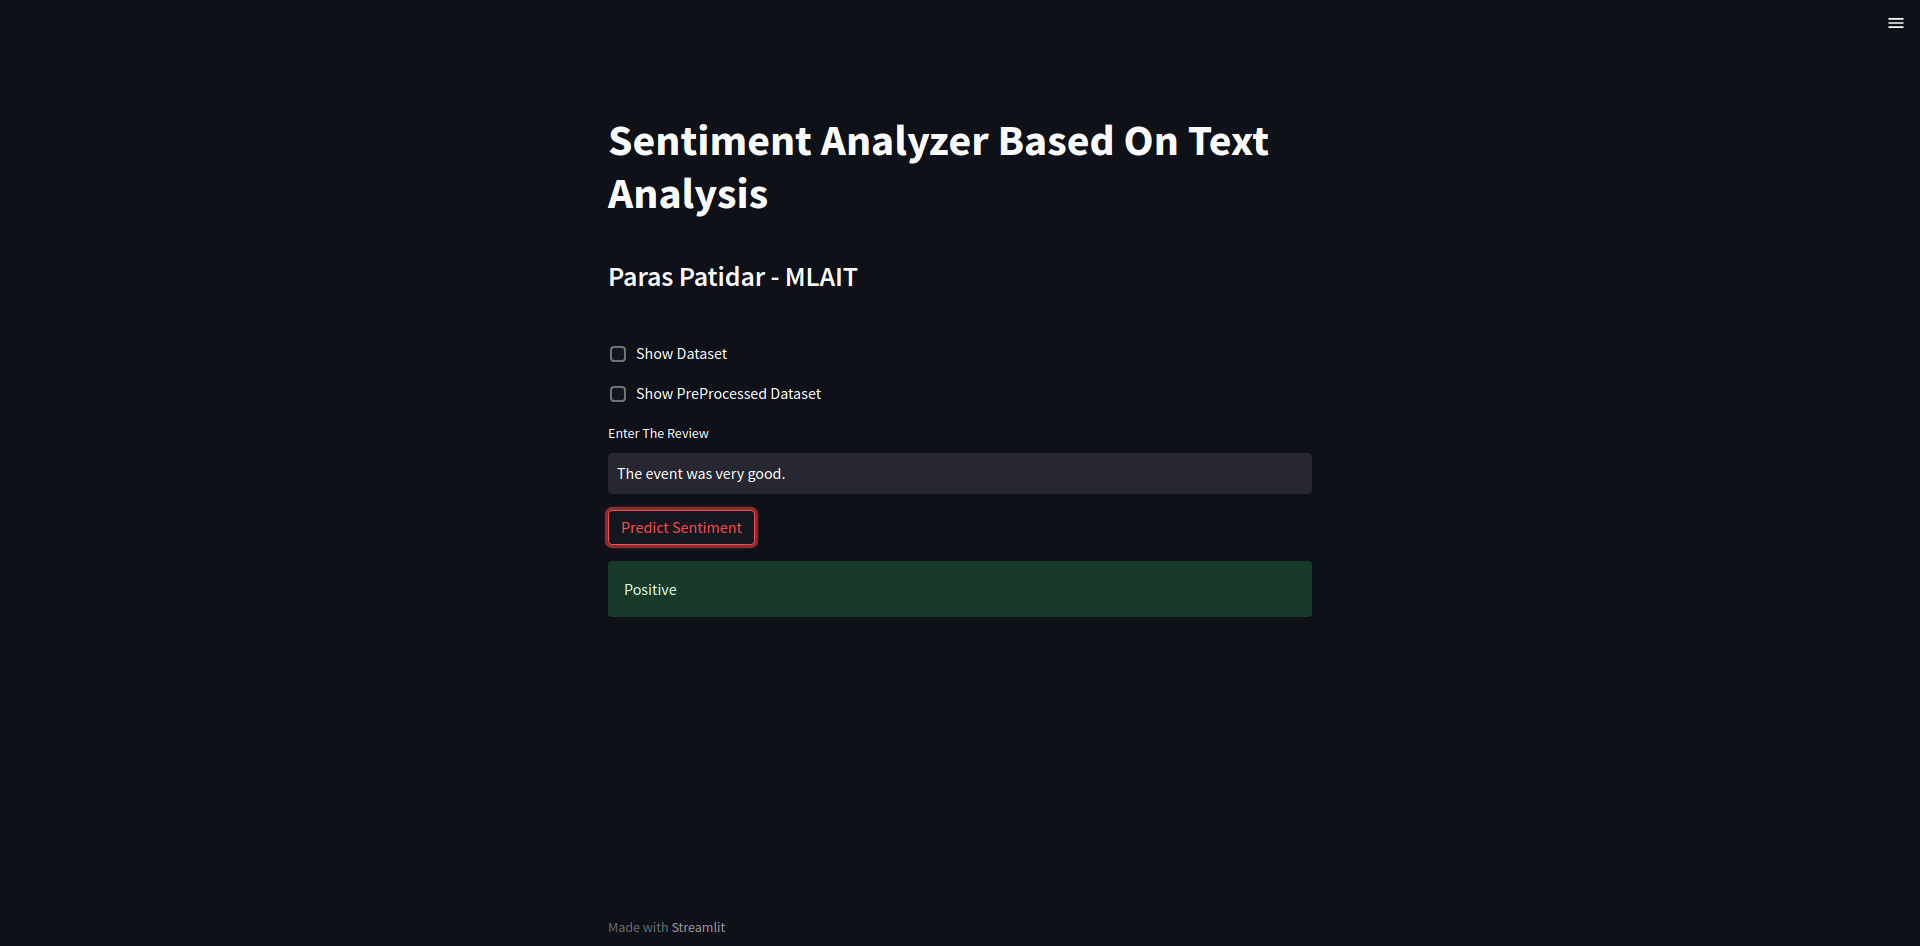 Sentiment Analyzer Based On Text
Analysis
Paras Patidar - MLAIT
Show Dataset
Show PreProcessed Dataset
Enter The Review
The event was very good.
Predict Sentiment
Positive
Made with Streamlit